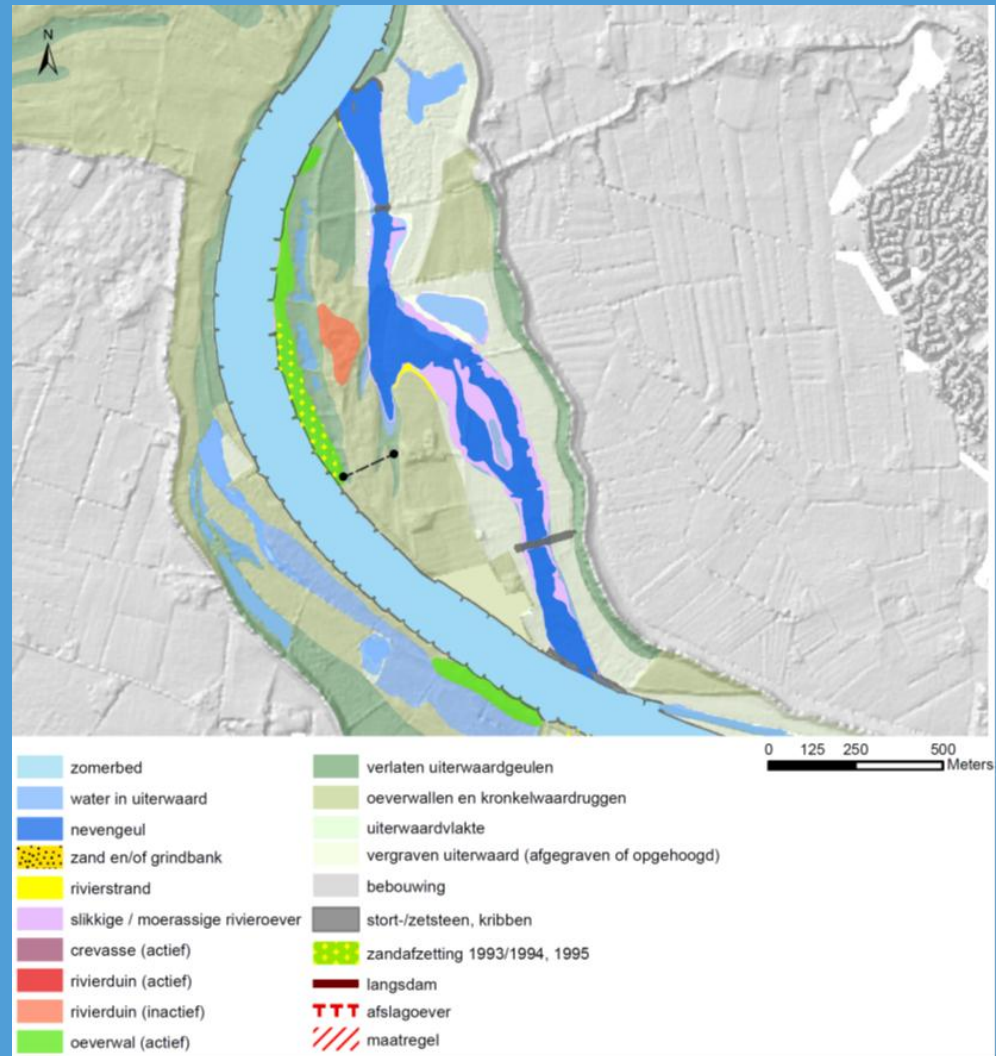 N
0 125 250 500
Meters
zomerbed
water in uiterwaard
nevengeul
zand en/of grindbank
rivierstrand
slikkige / moerassige rivieroever
crevasse (actief)
rivierduin (actief)
rivierduin (inactief)
oeverwal (actief)
verlaten uiterwaardgeulen
oeverwallen en kronkelwaardruggen
uiterwaardvlakte
vergraven uiterwaard (afgegraven of opgehoogd)
bebouwing
stort-/zetsteen, kribben
zandafzetting 1993/1994, 1995
langsdam
afslagoever
maatregel